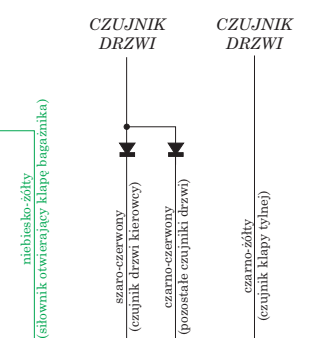 CZUJNIK
DRZWI
CZUJNIK
DRZWI
niebiesko-żółty
(siłownik otwierający klapę bagażnika)
szaro-czerwony
(czujnik drzwi kierowcy)
czarno-czerwony
(pozostałe czujniki drzwi)
czarno-żółty
(czujnik klapy tylnej)